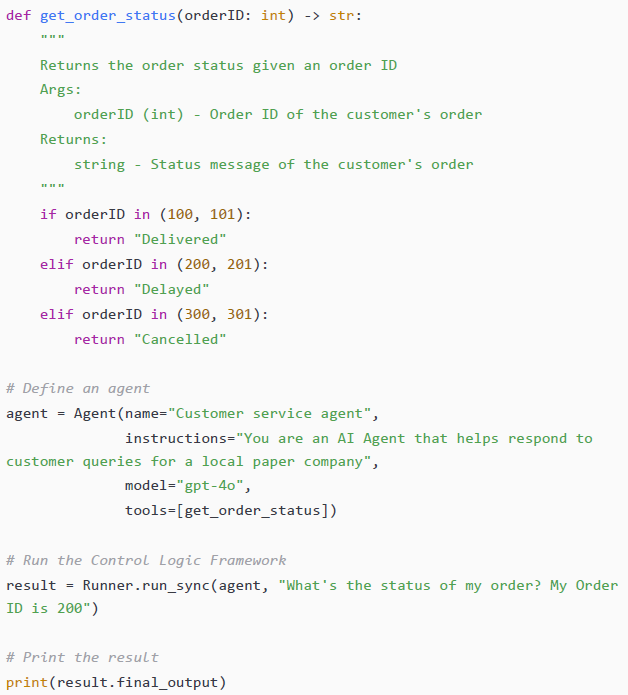 def get_order_status(orderID: int) -> str:
    """
    Returns the order status given an order ID
    Args:
        orderID (int) - Order ID of the customer's order
    Returns:
        string - Status message of the customer's order
    """
    if orderID in (100, 101):
        return "Delivered"
    elif orderID in (200, 201):
        return "Delayed"
    elif orderID in (300, 301):
        return "Cancelled"

# Define an agent
agent = Agent(name="Customer service agent",
              instructions="You are an AI Agent that helps respond to
customer queries for a local paper company",
              model="gpt-4o",
              tools=[get_order_status])

# Run the Control Logic Framework
result = Runner.run_sync(agent, "What's the status of my order? My Order
ID is 200")

# Print the result
print(result.final_output)